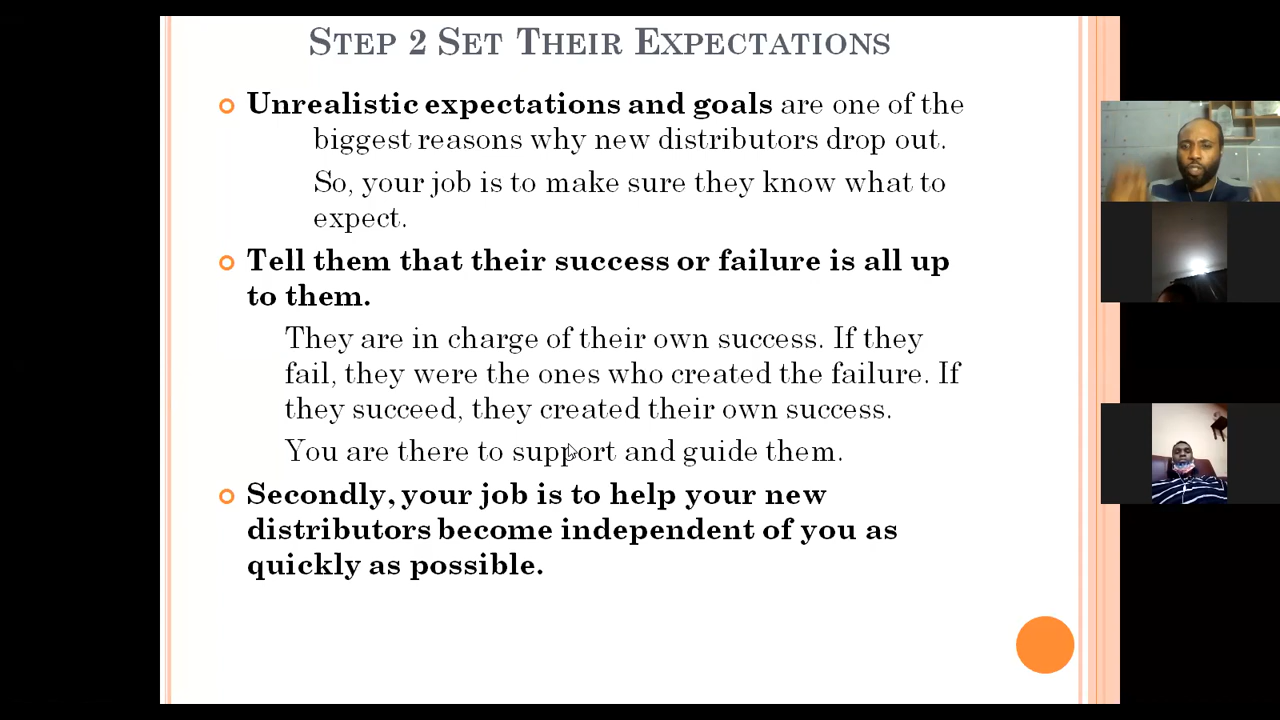 STEP 2 SET THEIR EXPECTATIONS
Unrealistic expectations and goals are one of the
biggest reasons why new distributors drop out.
So, your job is to make sure they know what to
expect.
Tell them that their success or failure is all up
to them.
They are in charge of their own success. If they
fail, they were the ones who created the failure. If
they succeed, they created their own success.
You are there to support and guide them.
Secondly, your job is to help your new
distributors become independent of you as
quickly as possible.